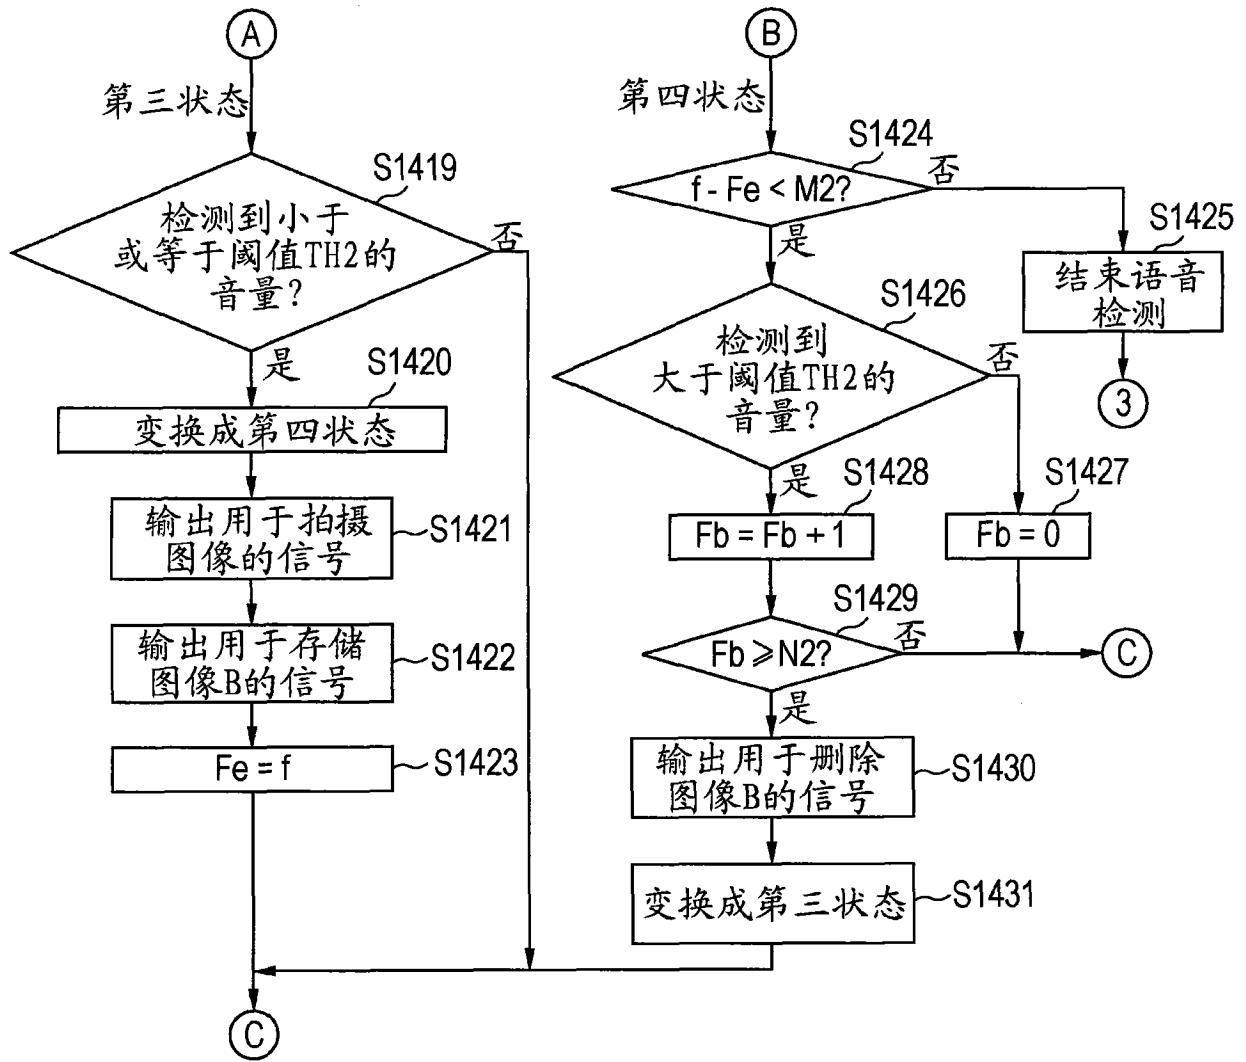 A
第三状态
S1419
检测到小于
或等于阈值TH2的
音量?
否
是
S1420
变换成第四状态
输出用于拍摄
图像的信号
S1421
输出用于存储
图像B的信号
S1422
Fe = f
S1423
C
B
第四状态
S1424
f - Fe < M2?
否
是
S1425
结束语音
检测
3
S1426
检测到
大于阈值TH2的
音量?
否
是
S1428
Fb = Fb + 1
S1427
Fb = 0
S1429
Fb ⩾ N2?
否
C
是
输出用于删除
图像B的信号
S1430
变换成第三状态
S1431